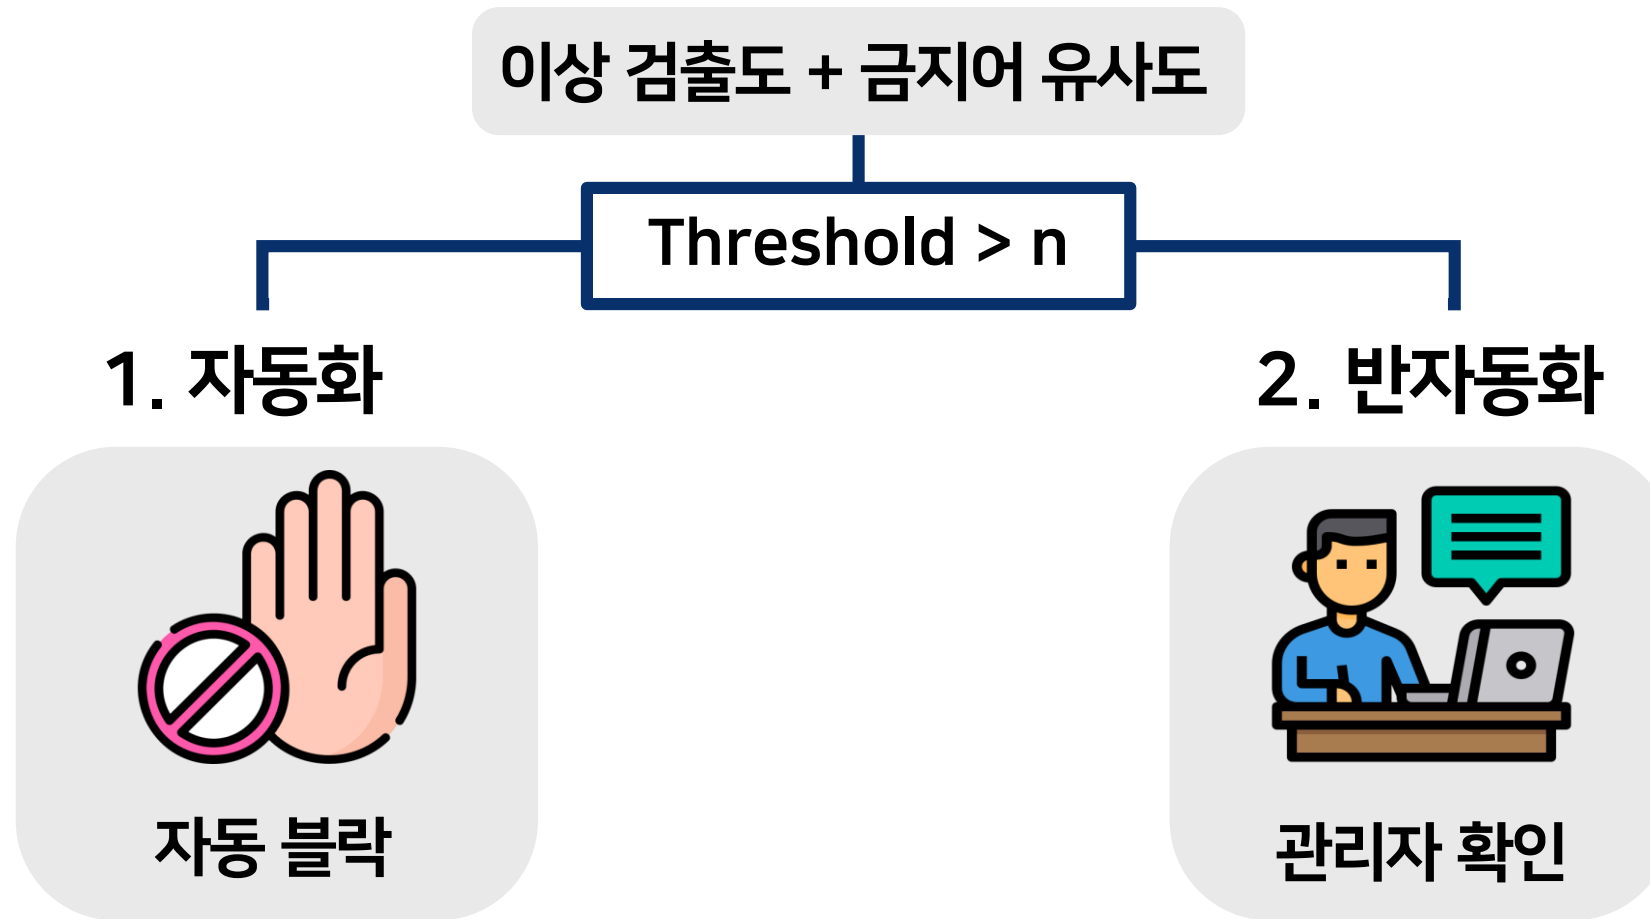 이상 검출도 + 금지어 유사도
Threshold > n
1. 자동화
2. 반자동화
자동 블락
관리자 확인